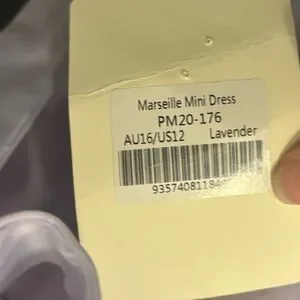 Marseille Mini Dress
PM20-176
AU16/US12 Lavender